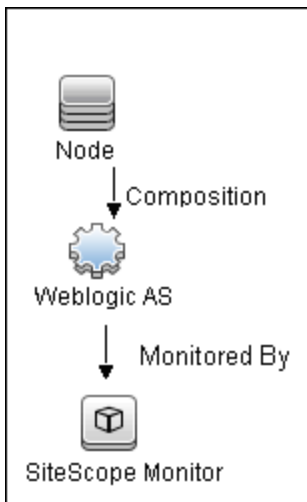 Node
Composition
Weblogic AS
Monitored By
SiteScope Monitor